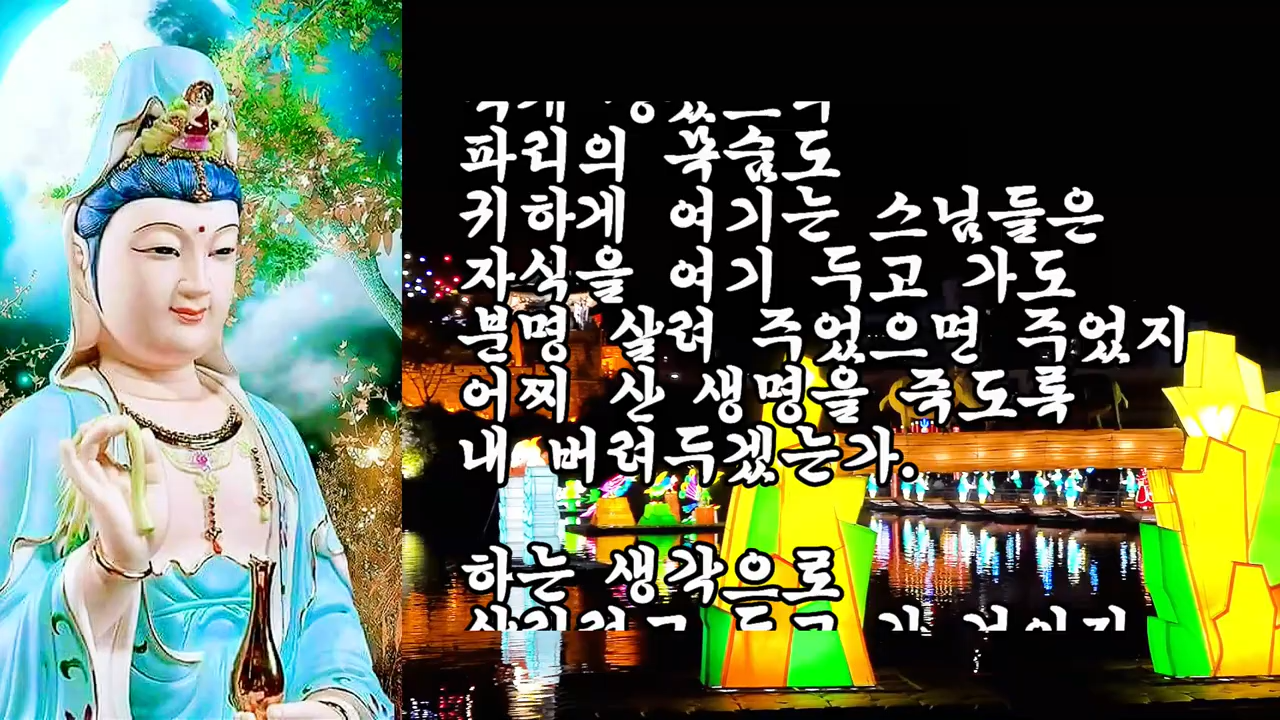 파리의 목숨도
키하게 여기는 스님들은
자식을 여기 두고 가도
분명 살려 주었으면 주었지
어찌 산 생명을 죽도록
내 버려두겠는가.
하는 생각으로